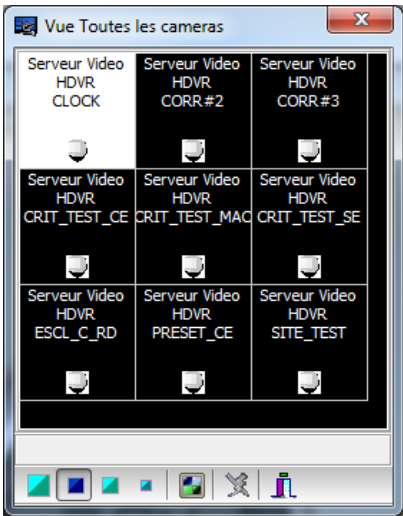 Vue Toutes les cameras
Serveur Video
HDVR
CLOCK
Serveur Video
HDVR
CORR#2
Serveur Video
HDVR
CORR#3
Serveur Video
HDVR
CRIT_TEST_CE
Serveur Video
HDVR
CRIT_TEST_MAC
Serveur Video
HDVR
CRIT_TEST_SE
Serveur Video
HDVR
ESCL_C_RD
Serveur Video
HDVR
PRESET_CE
Serveur Video
HDVR
SITE_TEST